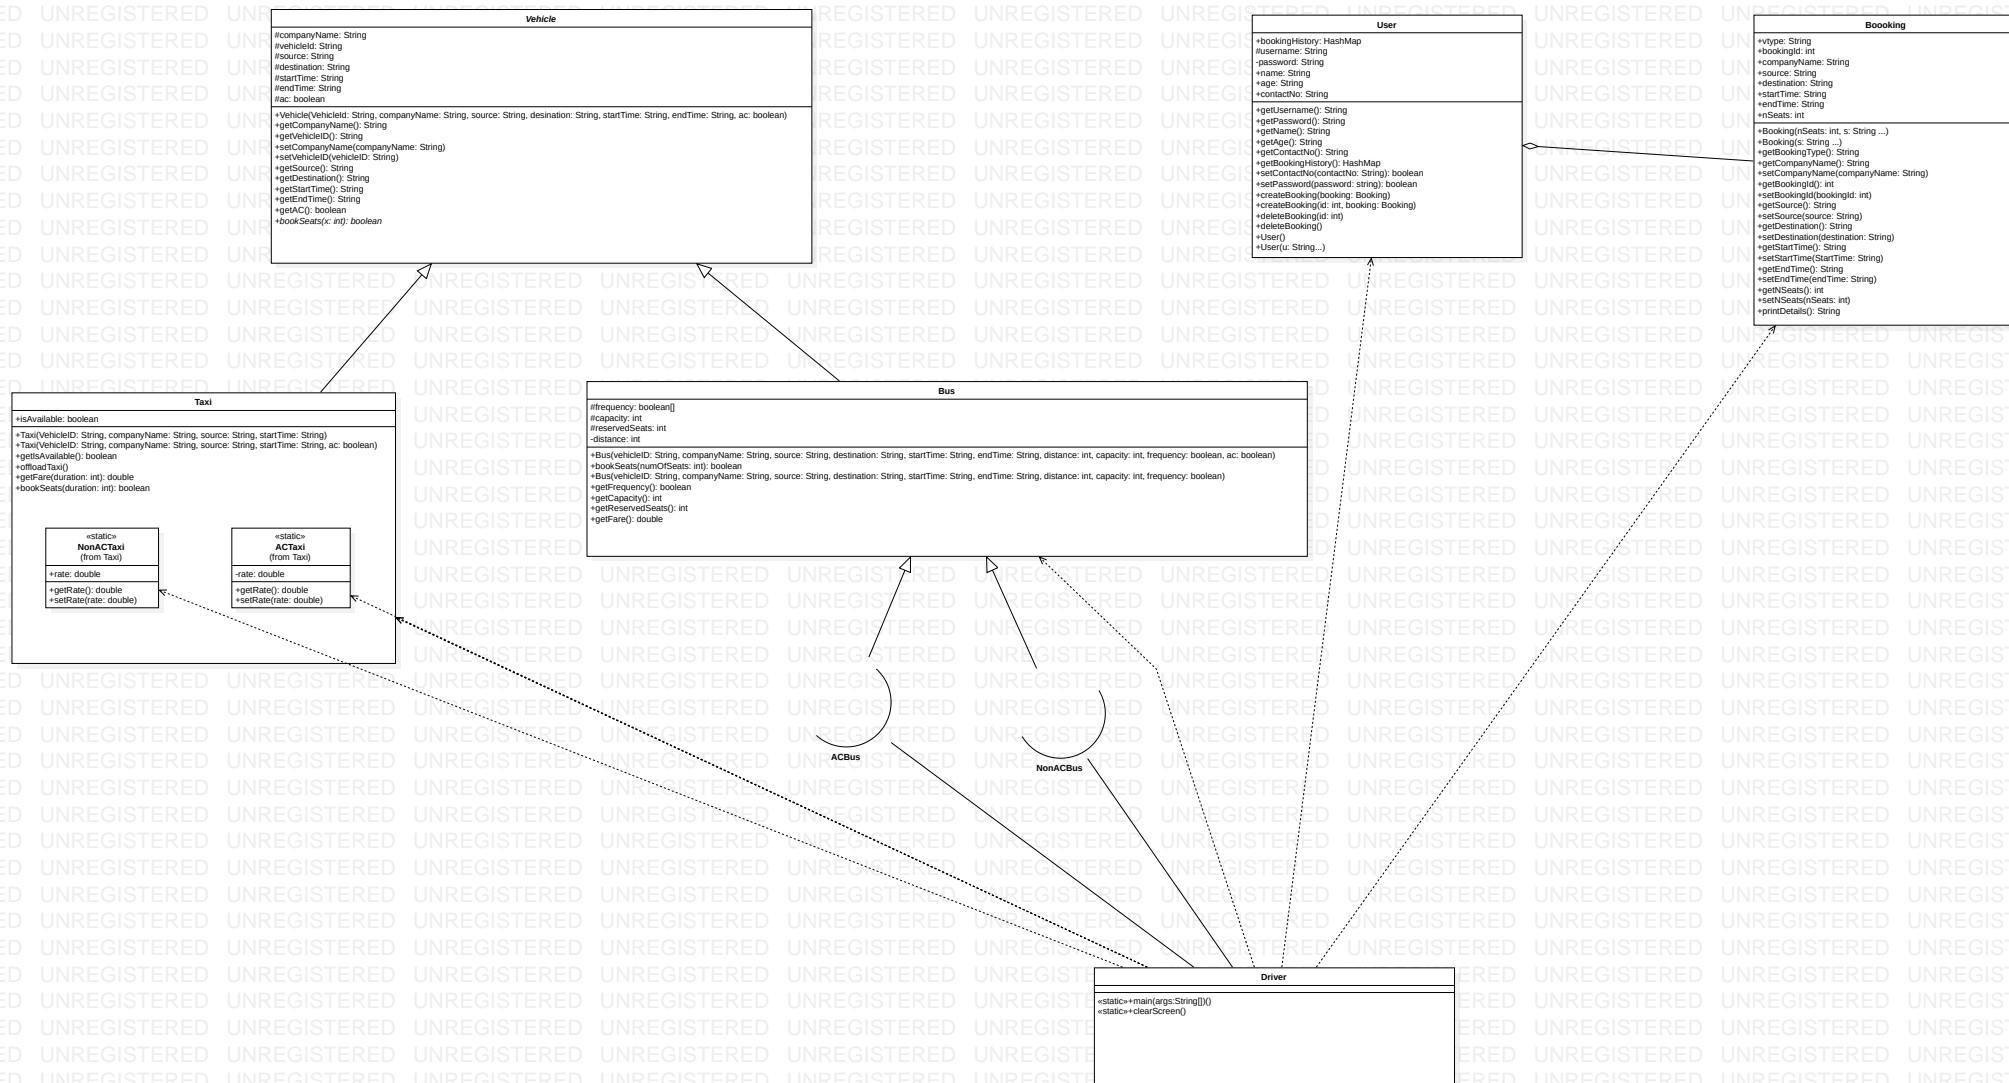 Vehicle
#companyName: String
#vehicleId: String
#source: String
#destination: String
#startTime: String
#endTime: String
#ac: boolean
+Vehicle(VehicleId: String, companyName: String, source: String, desination: String, startTime: String, endTime: String, ac: boolean)
+getCompanyName(): String
+getVehicleID(): String
+setCompanyName(companyName: String)
+setVehicleID(vehicleID: String)
+getSource(): String
+getDestination(): String
+getStartTime(): String
+getEndTime(): String
+getAC(): boolean
+bookSeats(x: int): boolean
User
+bookingHistory: HashMap
#username: String
-password: String
+name: String
+age: String
+contactNo: String
+getUsername(): String
+getPassword(): String
+getName(): String
+getAge(): String
+getContactNo(): String
+getBookingHistory(): HashMap
+setContactNo(contactNo: String): boolean
+setPassword(password: string): boolean
+createBooking(booking: Booking)
+createBooking(id: int, booking: Booking)
+deleteBooking(id: int)
+deleteBooking()
+User()
+User(u: String...)
Boooking
+vtype: String
+bookingId: int
+companyName: String
+source: String
+destination: String
+startTime: String
+endTime: String
+nSeats: int
+Booking(nSeats: int, s: String ...)
+Booking(s: String ...)
+getBookingType(): String
+getCompanyName(): String
+setCompanyName(companyName: String)
+getBookingId(): int
+setBookingId(bookingId: int)
+getSource(): String
+setSource(source: String)
+getDestination(): String
+setDestination(destination: String)
+getStartTime(): String
+setStartTime(StartTime: String)
+getEndTime(): String
+setEndTime(endTime: String)
+getNSeats(): int
+setNSeats(nSeats: int)
+printDetails(): String
Taxi
+isAvailable: boolean
+Taxi(VehicleID: String, companyName: String, source: String, startTime: String)
+Taxi(VehicleID: String, companyName: String, source: String, startTime: String, ac: boolean)
+getIsAvailable(): boolean
+offloadTaxi()
+getFare(duration: int): double
+bookSeats(duration: int): boolean
«static»
NonACTaxi
(from Taxi)
+rate: double
+getRate(): double
+setRate(rate: double)
«static»
ACTaxi
(from Taxi)
-rate: double
+getRate(): double
+setRate(rate: double)
Bus
#frequency: boolean[]
#capacity: int
#reservedSeats: int
-distance: int
+Bus(vehicleID: String, companyName: String, source: String, destination: String, startTime: String, endTime: String, distance: int, capacity: int, frequency: boolean, ac: boolean)
+bookSeats(numOfSeats: int): boolean
+Bus(vehicleID: String, companyName: String, source: String, destination: String, startTime: String, endTime: String, distance: int, capacity: int, frequency: boolean)
+getFrequency(): boolean
+getCapacity(): int
+getReservedSeats(): int
+getFare(): double
ACBus
NonACBus
Driver
«static»+main(args:String[])()
«static»+clearScreen()
UNREGISTERED